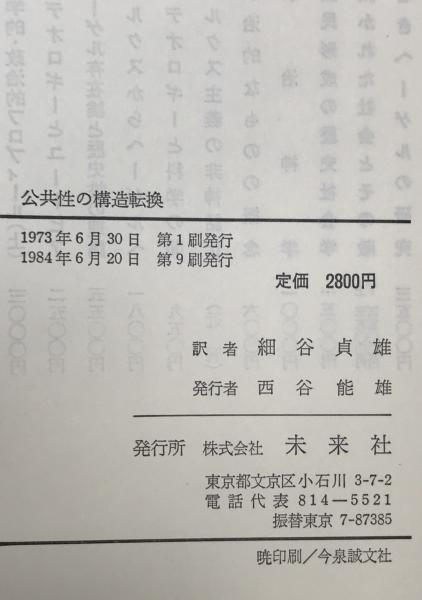 公共性の構造転換
1973年6月30日 第1刷発行
1984年6月20日 第9刷発行
定価 2800円
訳者 細谷貞雄
発行者 西谷能雄
発行所 株式会社 未来社
東京都文京区小石川 3-7-2
電話代表 814—5521
振替東京 7-87385
暁印刷/今泉誠文社